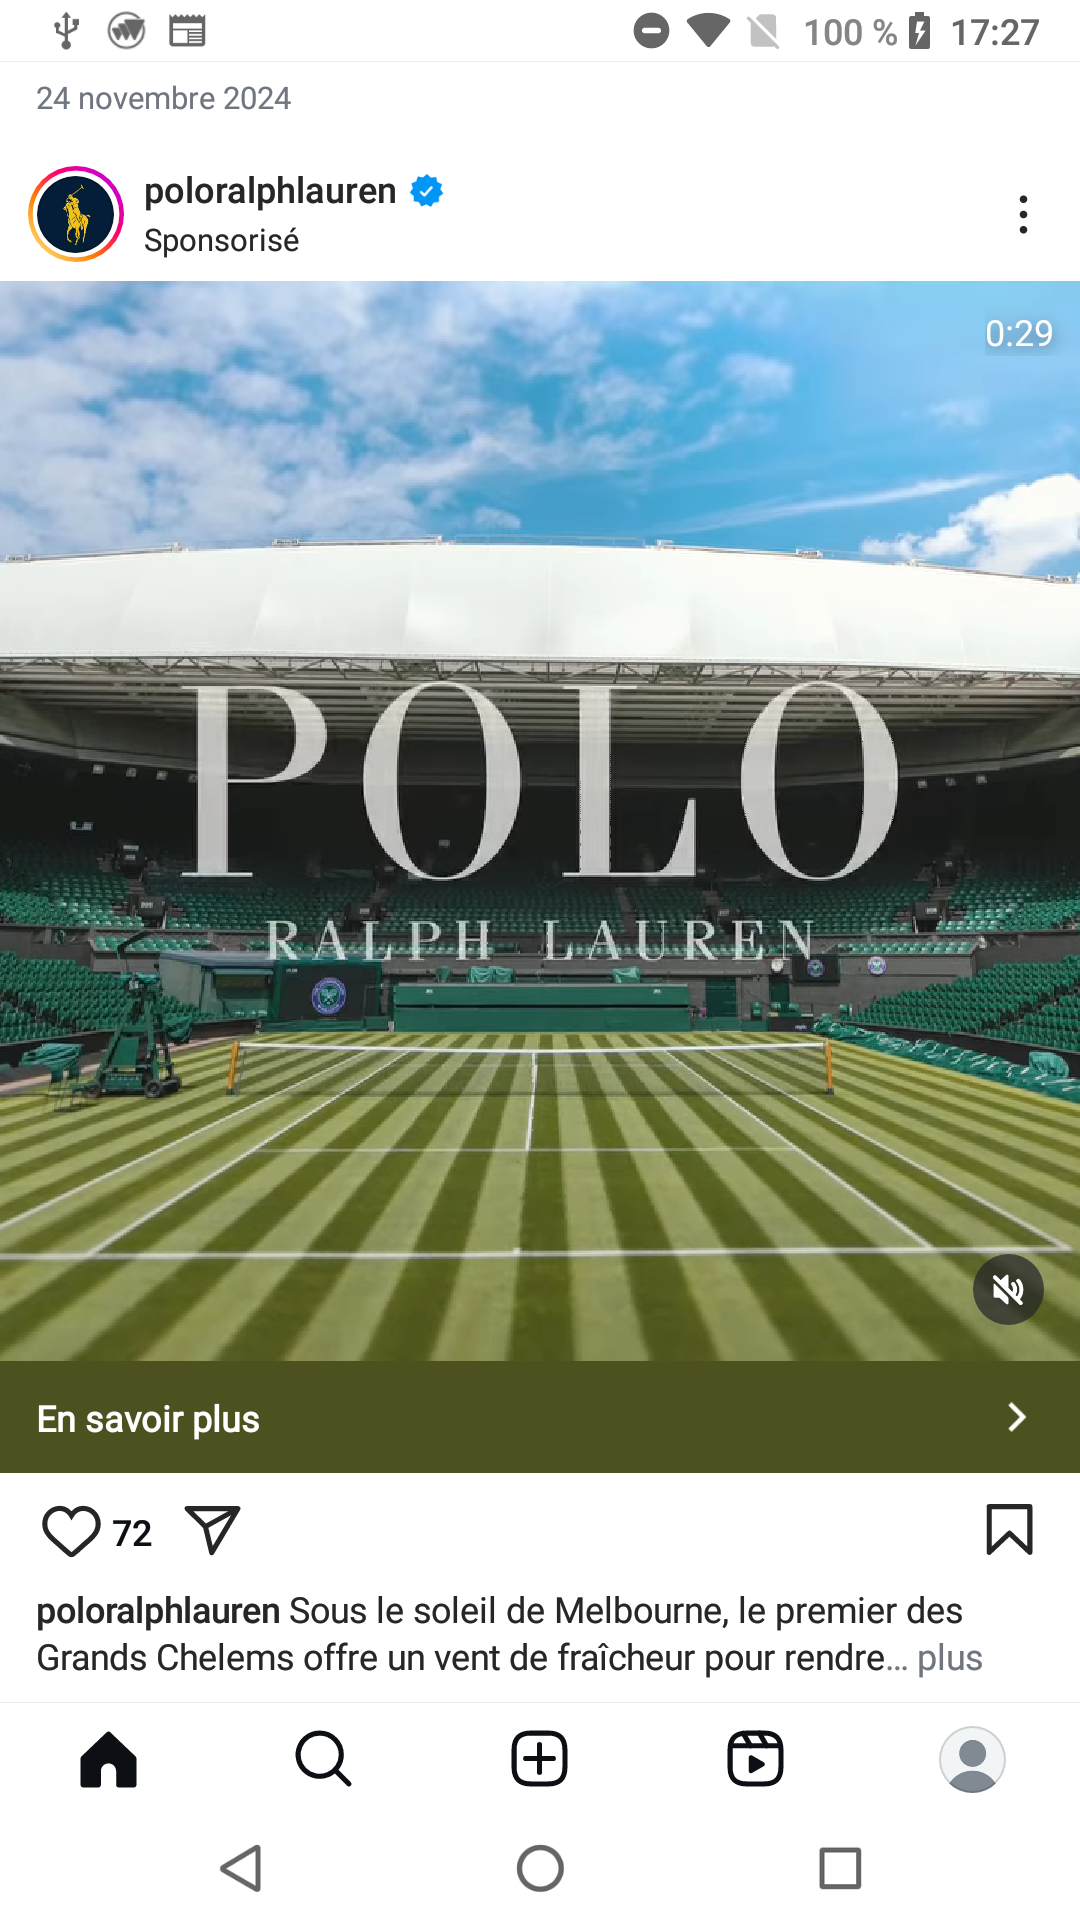 100 % 17:27
24 novembre 2024
poloralphlauren
Sponsorisé
0:29
POLO
RALPH LAUREN
En savoir plus
72
poloralphlauren Sous le soleil de Melbourne, le premier des
Grands Chelems offre un vent de fraîcheur pour rendre… plus